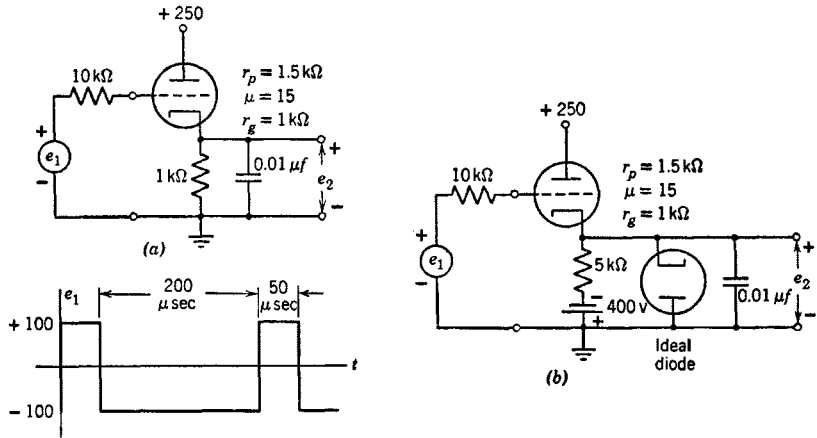 + 250
10 kΩ
r_p = 1.5 kΩ
μ = 15
r_g = 1 kΩ
+
e₁
-
1 kΩ
0.01 μf
+
e₂
-
(a)
e₁
200
μ sec
50
μ sec
+ 100
t
- 100
+ 250
10 kΩ
r_p = 1.5 kΩ
μ = 15
r_g = 1 kΩ
+
e₁
-
5 kΩ
-
400 v
+
Ideal
diode
0.01 μf
+
e₂
-
(b)